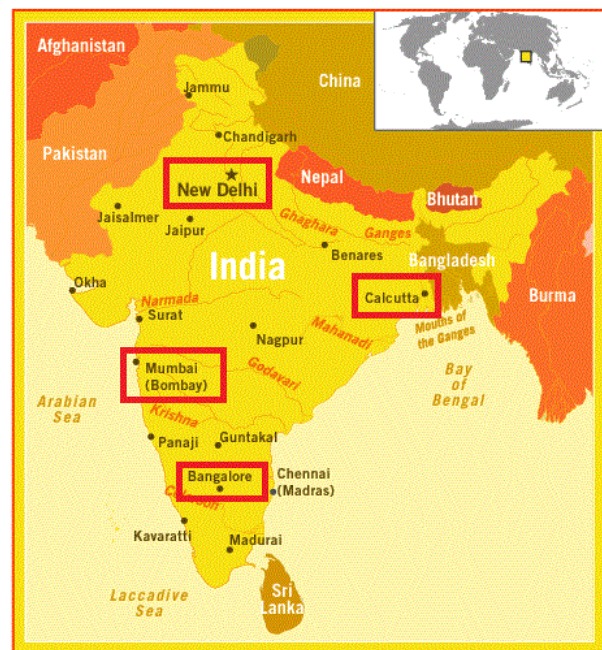 Afghanistan
China
Jammu
Chandigarh
Pakistan
New Delhi
Nepal
Bhutan
Jaisalmer
Jaipur
Ghaghara
Ganges
Benares
Bangladesh
India
Okha
Calcutta
Burma
Narmada
Surat
Nagpur
Mahanadi
Mouths of
the Ganges
Mumbai
(Bombay)
Godavari
Bay
of
Bengal
Arabian
Sea
Krishna
Panaji
Guntakal
Bangalore
Chennai
(Madras)
Kavaratti
Madurai
Laccadive
Sea
Sri
Lanka